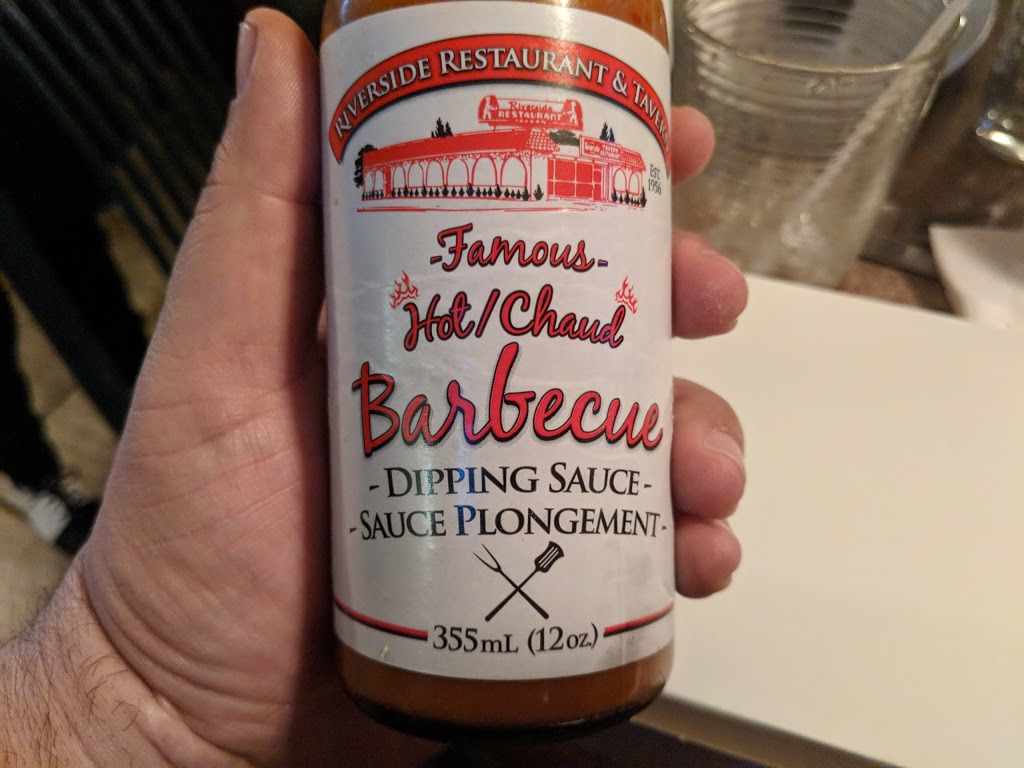 RIVERSIDE RESTAURANT & TAVERN
Riverside
RESTAURANT
EST.
1956
-Famous-
Hot/Chaud
Barbecue
- DIPPING SAUCE -
- SAUCE PLONGEMENT -
355mL (12oz.)